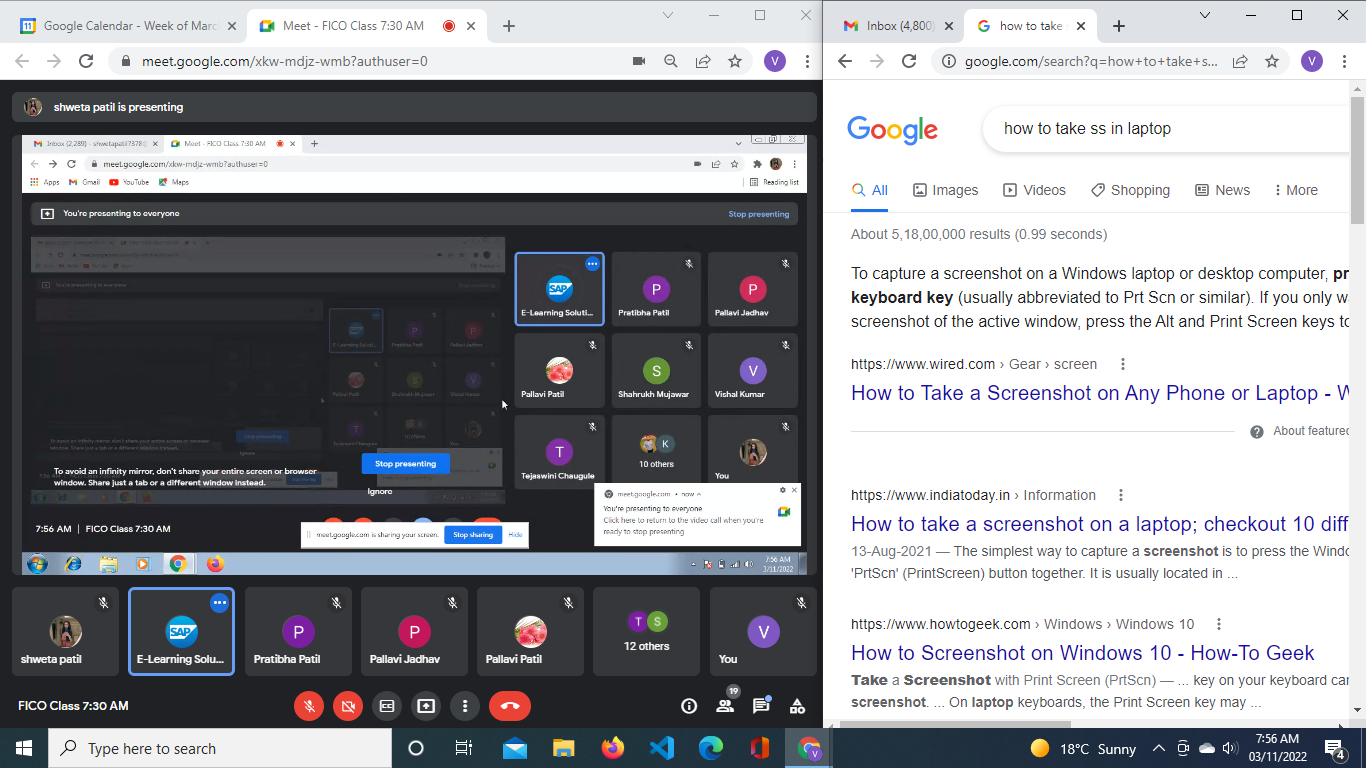 Google Calendar - Week of Marc
Meet - FICO Class 7:30 AM
meet.google.com/xkw-mdjz-wmb?authuser=0
V
shweta patil is presenting
Inbox (2,289) - shwetapatil7378
Meet - FICO Class 7:30 AM
meet.google.com/xkw-mdjz-wmb?authuser=0
Apps
Gmail
YouTube
Maps
Reading list
You're presenting to everyone
Stop presenting
SAP
E-Learning Soluti...
P
Pratibha Patil
P
Pallavi Jadhav
Pallavi Patil
S
Shahrukh Mujawar
V
Vishal Kumar
T
Tejaswini Chaugule
K
10 others
You
To avoid an infinity mirror, don't share your entire screen or browser
window. Share just a tab or a different window instead.
Stop presenting
Ignore
meet.google.com • now
You're presenting to everyone
Click here to return to the video call when you're
ready to stop presenting
7:56 AM | FICO Class 7:30 AM
meet.google.com is sharing your screen.
Stop sharing
Hide
7:56 AM
3/11/2022
shweta patil
SAP
E-Learning Solu...
P
Pratibha Patil
P
Pallavi Jadhav
Pallavi Patil
T S
12 others
V
You
FICO Class 7:30 AM
19
Inbox (4,800)
how to take
google.com/search?q=how+to+take+s...
V
Google
how to take ss in laptop
All
Images
Videos
Shopping
News
More
About 5,18,00,000 results (0.99 seconds)
To capture a screenshot on a Windows laptop or desktop computer, pr
keyboard key (usually abbreviated to Prt Scn or similar). If you only w
screenshot of the active window, press the Alt and Print Screen keys to
https://www.wired.com › Gear › screen
How to Take a Screenshot on Any Phone or Laptop - W
About featured
https://www.indiatoday.in › Information
How to take a screenshot on a laptop; checkout 10 diff
13-Aug-2021 — The simplest way to capture a screenshot is to press the Windo
'PrtScn' (PrintScreen) button together. It is usually located in ...
https://www.howtogeek.com › Windows › Windows 10
How to Screenshot on Windows 10 - How-To Geek
Take a Screenshot with Print Screen (PrtScn) — ... key on your keyboard car
screenshot. ... On laptop keyboards, the Print Screen key may ...
Type here to search
V
18°C Sunny
7:56 AM
03/11/2022
4